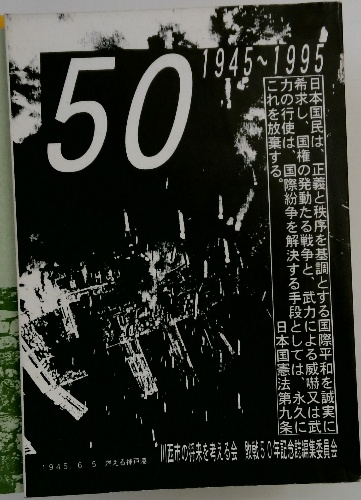 50
1945~1995
日本国民は、正義と秩序を基調とする国際平和を誠実に
希求し、国権の発動たる戦争と、武力による威嚇又は武
力の行使は、国際紛争を解決する手段としては、永久に
これを放棄する。
日本国憲法 第九条
川西市の将来を考える会 敗戦50年記念誌編集委員会
1945.6.5 燃える神戸港